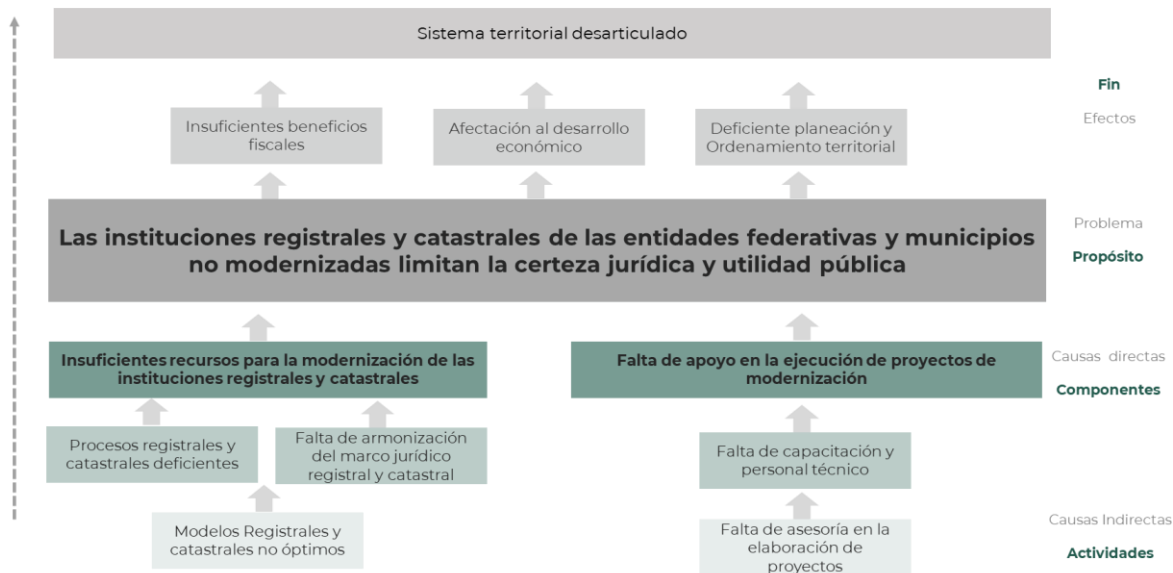 Sistema territorial desarticulado
Fin
Efectos
Insuficientes beneficios
fiscales
Afectación al desarrollo
económico
Deficiente planeación y
Ordenamiento territorial
Las instituciones registrales y catastrales de las entidades federativas y municipios
no modernizadas limitan la certeza jurídica y utilidad pública
Problema
Propósito
Insuficientes recursos para la modernización de las
instituciones registrales y catastrales
Falta de apoyo en la ejecución de proyectos de
modernización
Causas directas
Componentes
Procesos registrales y
catastrales deficientes
Falta de armonización
del marco jurídico
registral y catastral
Falta de capacitación y
personal técnico
Modelos Registrales y
catastrales no óptimos
Falta de asesoría en la
elaboración de
proyectos
Causas Indirectas
Actividades